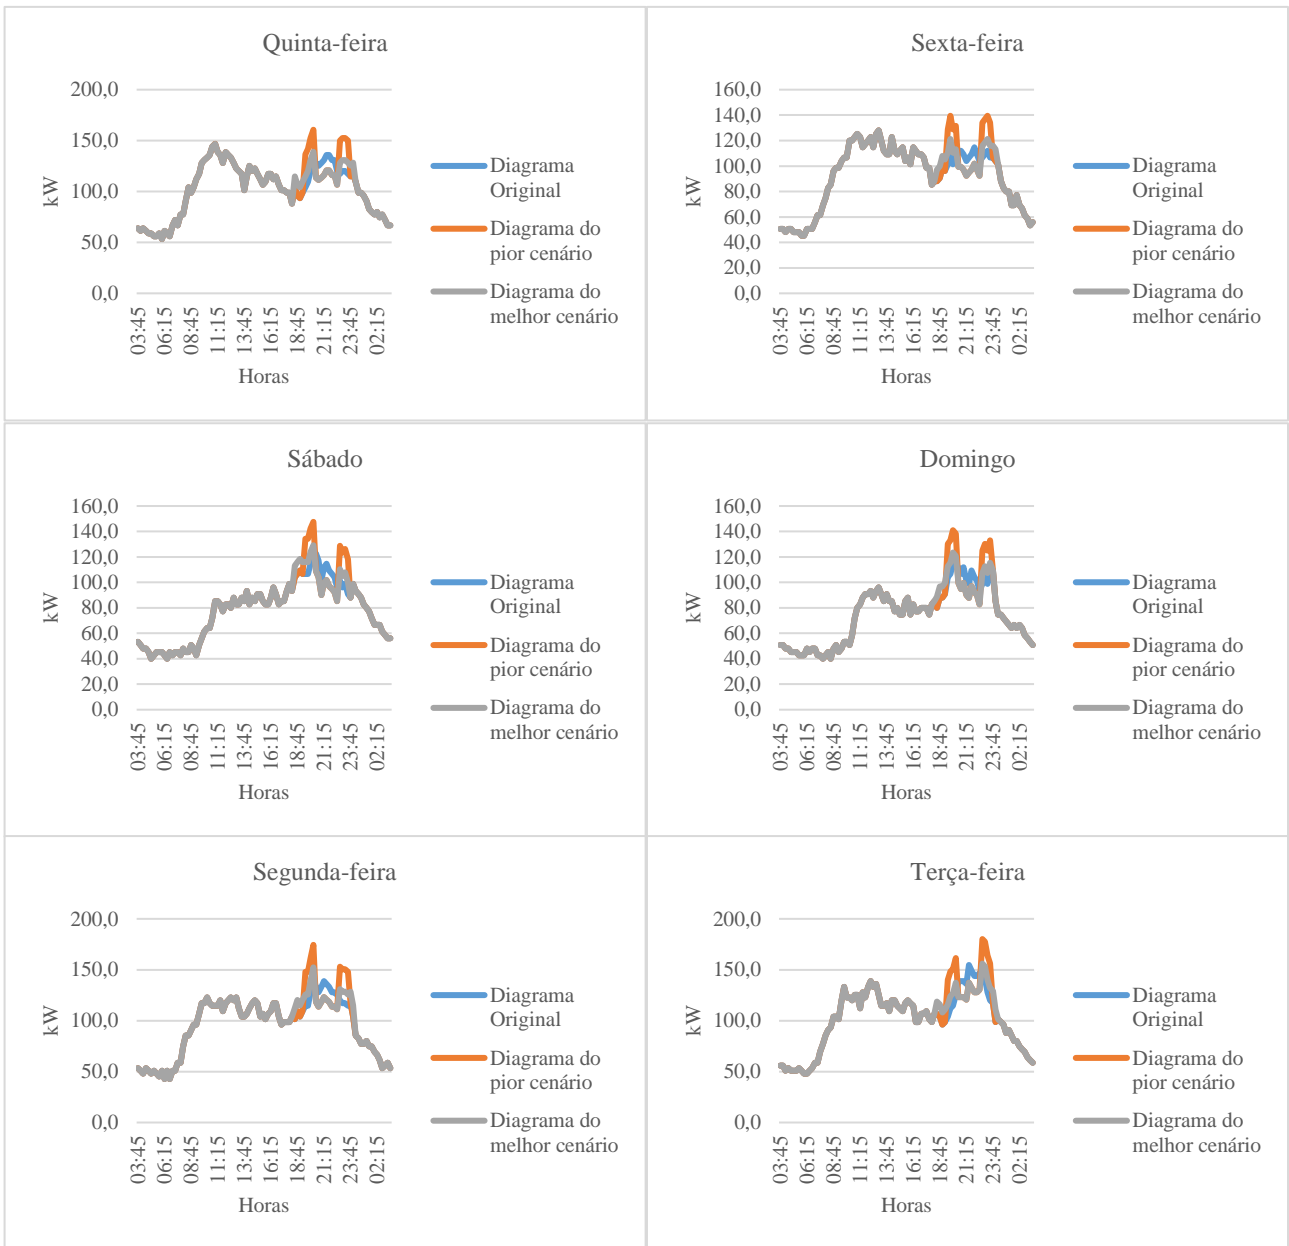 Quinta-feira
200,0
150,0
100,0
50,0
0,0
kW
03:45
06:15
08:45
11:15
13:45
16:15
18:45
21:15
23:45
02:15
Horas
Diagrama
Original
Diagrama do
pior cenário
Diagrama do
melhor cenário
Sexta-feira
160,0
140,0
120,0
100,0
80,0
60,0
40,0
20,0
0,0
kW
03:45
06:15
08:45
11:15
13:45
16:15
18:45
21:15
23:45
02:15
Horas
Diagrama
Original
Diagrama do
pior cenário
Diagrama do
melhor cenário
Sábado
160,0
140,0
120,0
100,0
80,0
60,0
40,0
20,0
0,0
kW
03:45
06:15
08:45
11:15
13:45
16:15
18:45
21:15
23:45
02:15
Horas
Diagrama
Original
Diagrama do
pior cenário
Diagrama do
melhor cenário
Domingo
160,0
140,0
120,0
100,0
80,0
60,0
40,0
20,0
0,0
kW
03:45
06:15
08:45
11:15
13:45
16:15
18:45
21:15
23:45
02:15
Horas
Diagrama
Original
Diagrama do
pior cenário
Diagrama do
melhor cenário
Segunda-feira
200,0
150,0
100,0
50,0
0,0
kW
03:45
06:15
08:45
11:15
13:45
16:15
18:45
21:15
23:45
02:15
Horas
Diagrama
Original
Diagrama do
pior cenário
Diagrama do
melhor cenário
Terça-feira
200,0
150,0
100,0
50,0
0,0
kW
03:45
06:15
08:45
11:15
13:45
16:15
18:45
21:15
23:45
02:15
Horas
Diagrama
Original
Diagrama do
pior cenário
Diagrama do
melhor cenário